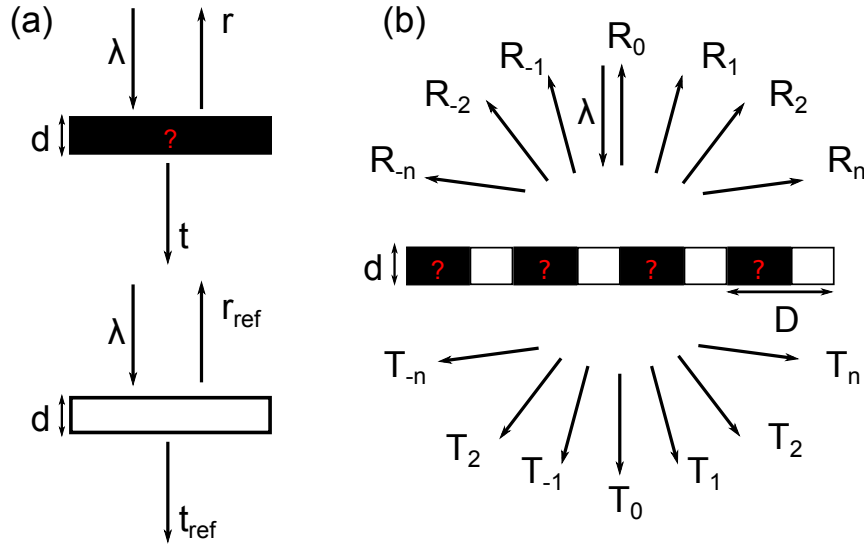 (a)
λ
r
d
?
t
λ
r_ref
d
t_ref
(b)
R_-n
R_-2
R_-1
R_0
λ
R_1
R_2
R_n
d
? ? ? ?
D
T_-n
T_2
T_-1
T_0
T_1
T_2
T_n